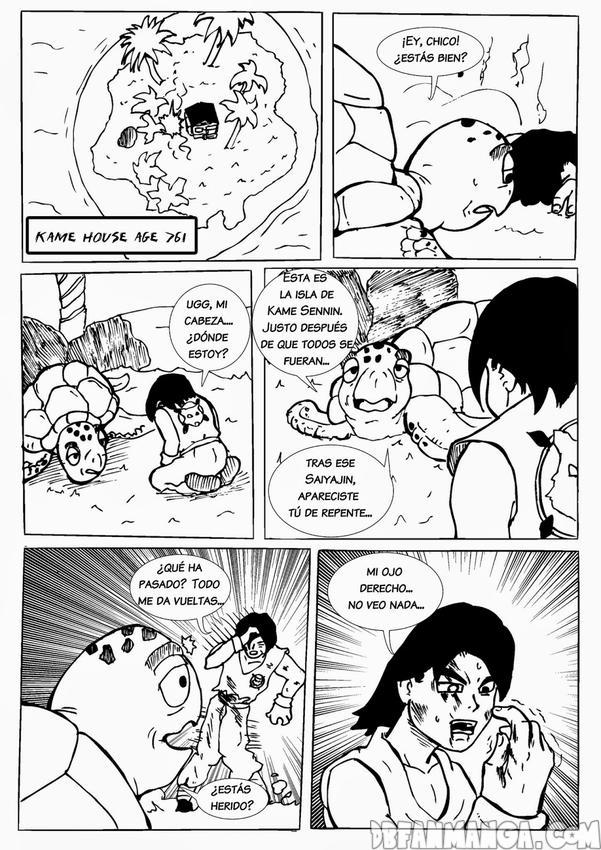 KAME HOUSE AGE 761
¡EY, CHICO!
¿ESTÁS BIEN?
UGG, MI
CABEZA....
¿DÓNDE
ESTOY?
ÉSTA ES
LA ISLA DE
KAME SENNIN.
JUSTO DESPUÉS
DE QUE TODOS SE
FUERAN...
TRAS ESE
SAIYAJIN,
APARECISTE
TÚ DE REPENTE...
¿QUÉ HA
PASADO? TODO
ME DA VUELTAS...
¿ESTÁS
HERIDO?
MI OJO
DERECHO...
NO VEO NADA...
DBFANMANGA.COM